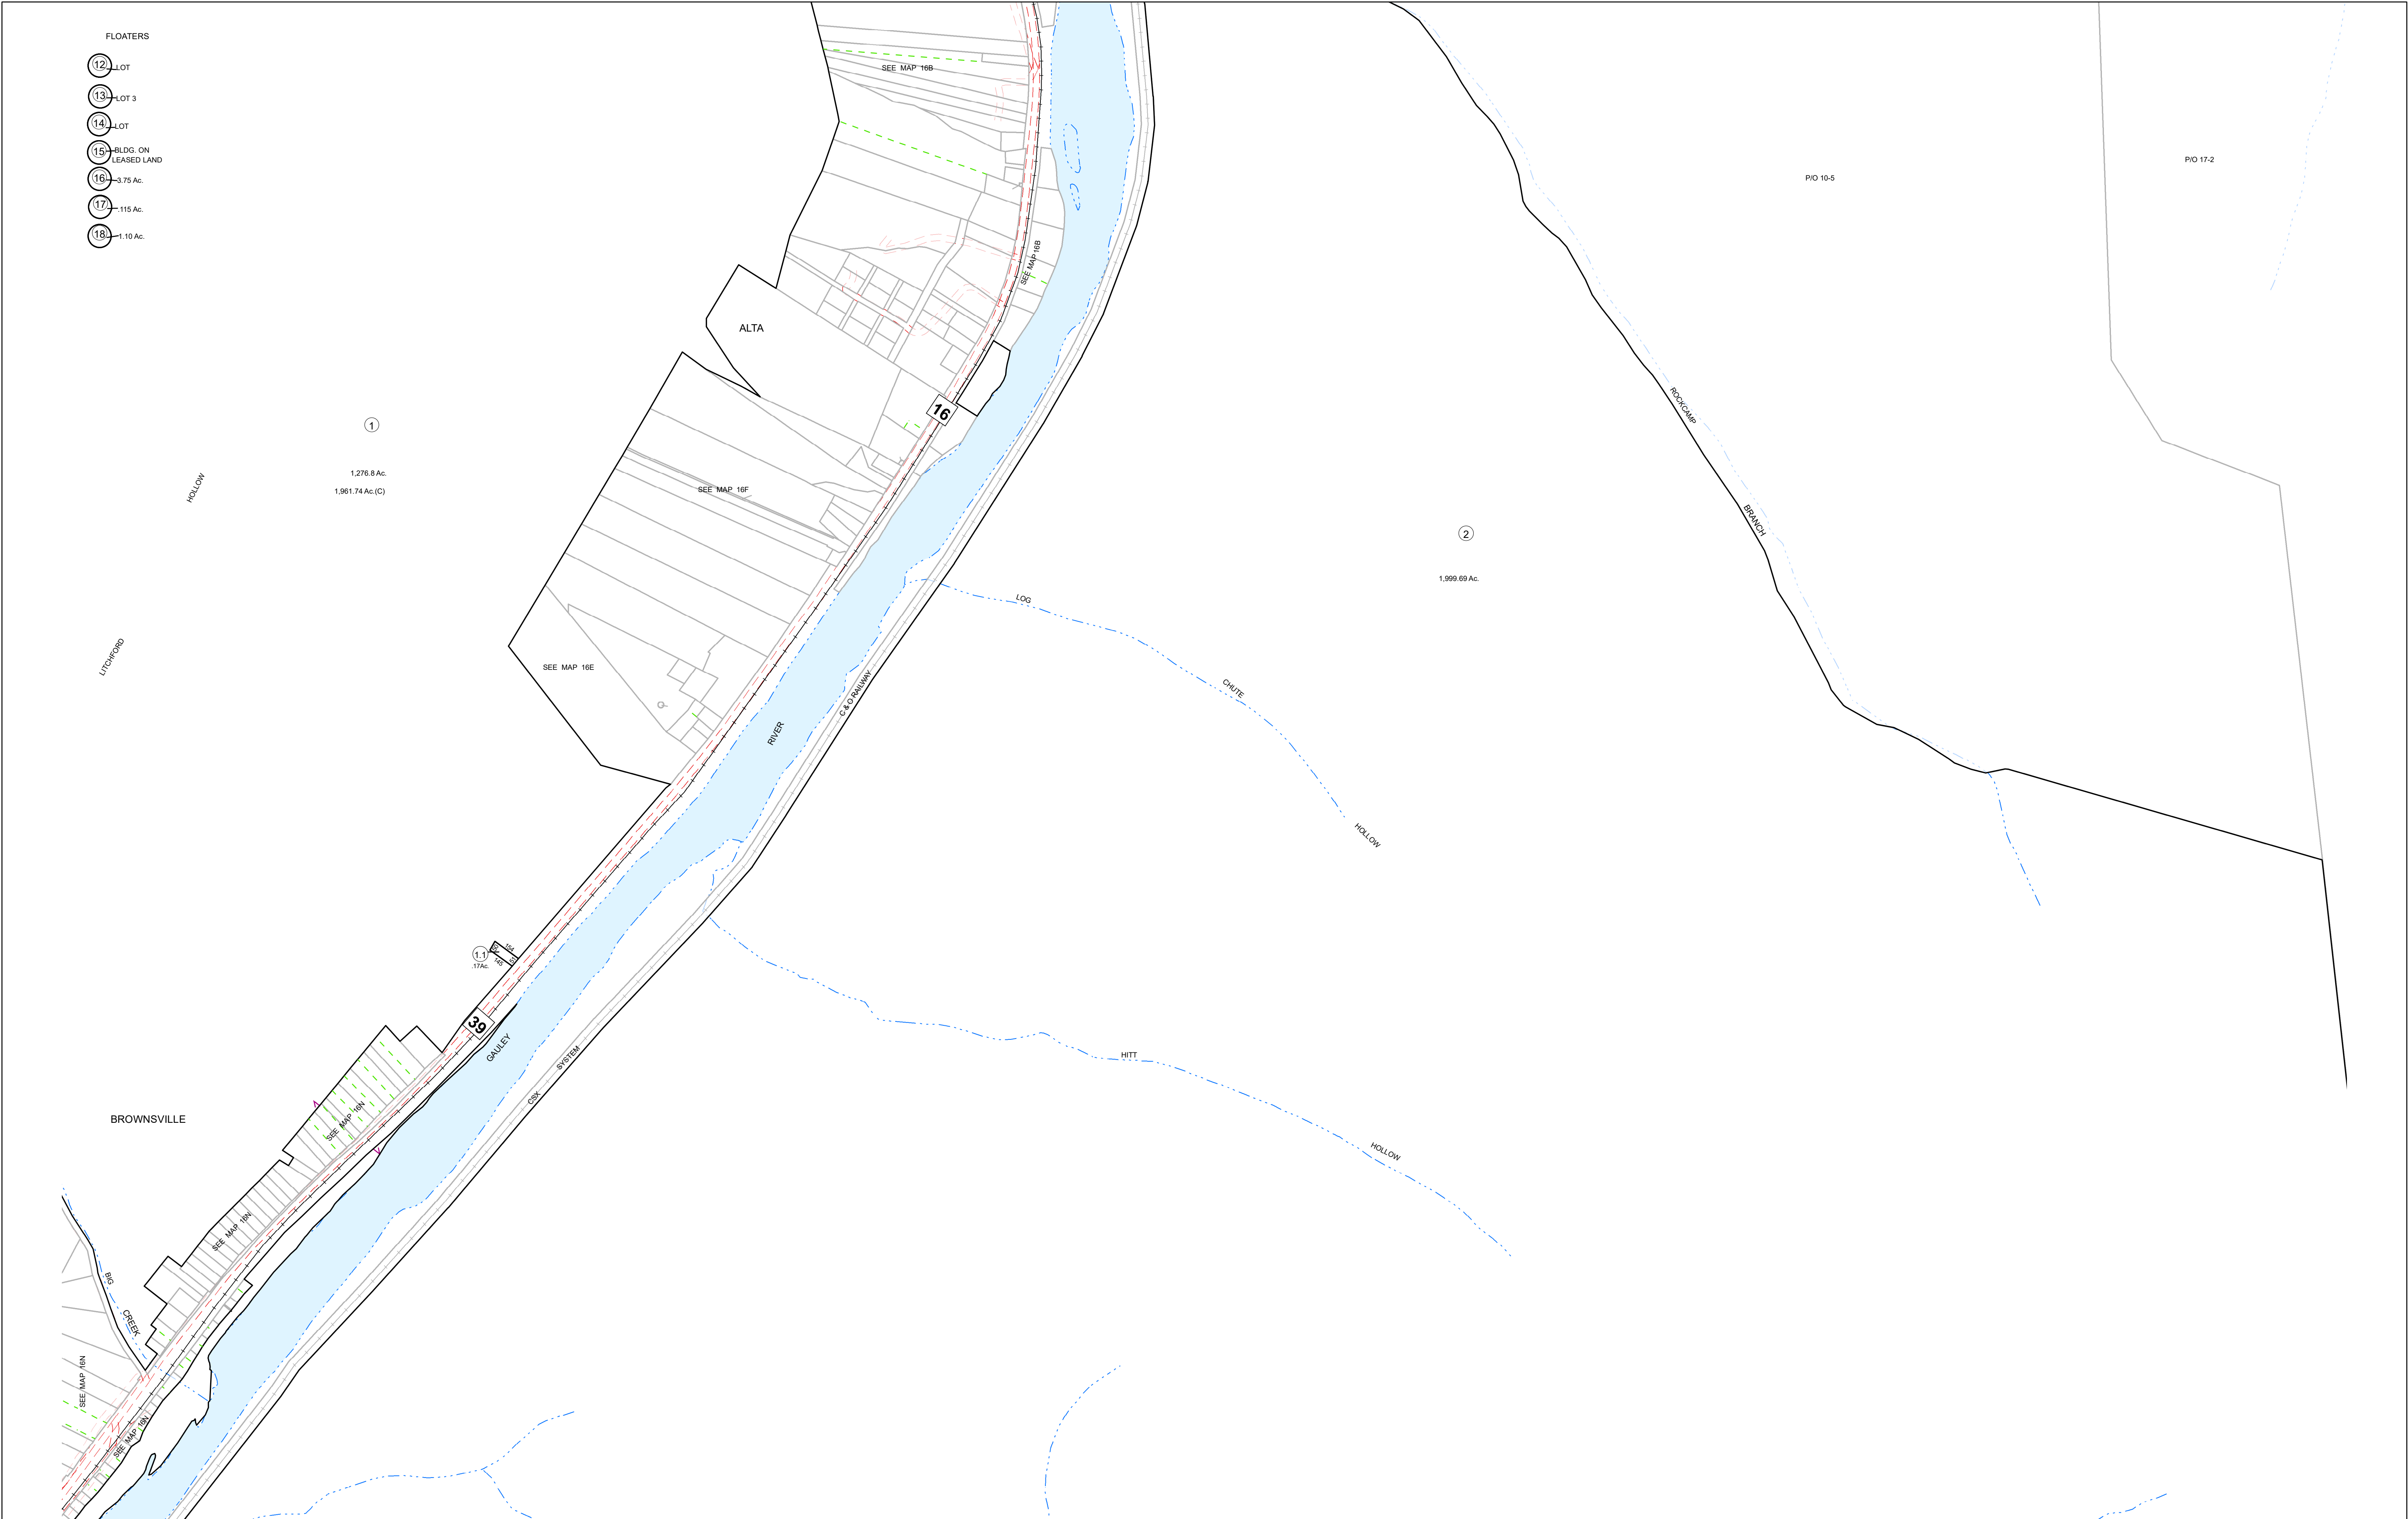 FLOATERS
12 LOT
13 LOT 3
14 LOT
15 BLDG. ON
LEASED LAND
16 3.75 Ac.
17 .115 Ac.
18 1.10 Ac.
SEE MAP 16B
P/O 17-2
P/O 10-5
SEE MAP 16B
ALTA
16
ROCKCAMP
BRANCH
1
1,276.8 Ac.
1,961.74 Ac.(C)
HOLLOW
LITCHFORD
SEE MAP 16F
2
1,999.69 Ac.
LOG
CHUTE
HOLLOW
SEE MAP 16E
C & O RAILWAY
RIVER
1.1
.17Ac.
50
154
145
51
39
GAULEY
CSX
SYSTEM
HITT
HOLLOW
BROWNSVILLE
SEE MAP 16N
SEE MAP 16N
BIG
CREEK
SEE MAP 16N
SEE MAP 16N